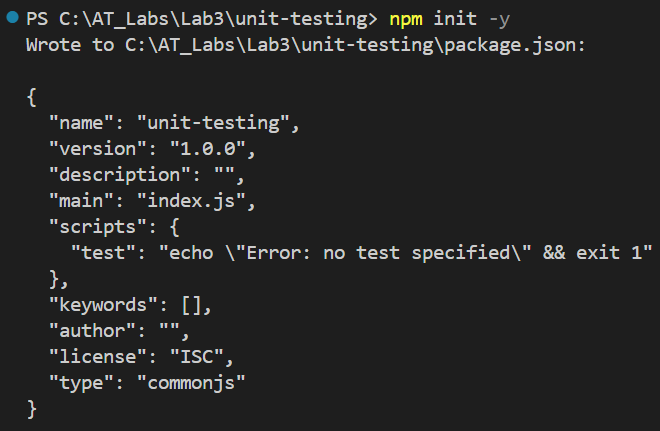 PS C:\AT_Labs\Lab3\unit-testing> npm init -y
Wrote to C:\AT_Labs\Lab3\unit-testing\package.json:
{
  "name": "unit-testing",
  "version": "1.0.0",
  "description": "",
  "main": "index.js",
  "scripts": {
    "test": "echo \"Error: no test specified\" && exit 1"
  },
  "keywords": [],
  "author": "",
  "license": "ISC",
  "type": "commonjs"
}